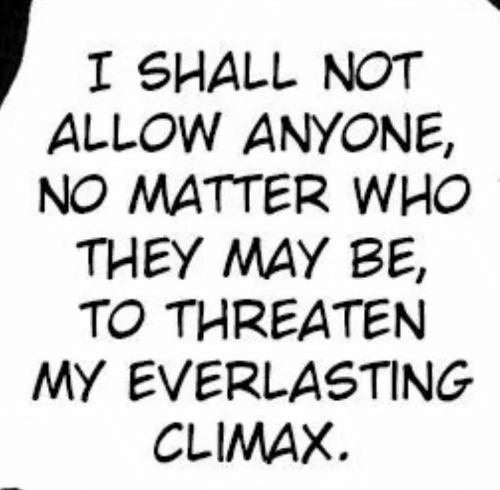 I SHALL NOT
ALLOW ANYONE,
NO MATTER WHO
THEY MAY BE,
TO THREATEN
MY EVERLASTING
CLIMAX.